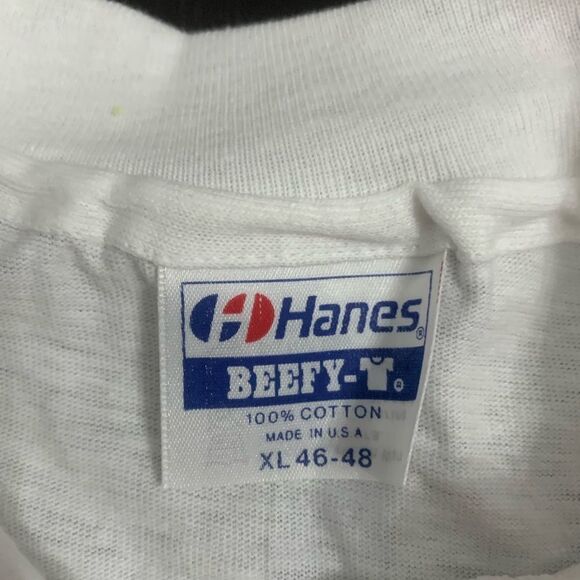 Hanes®
BEEFY-T®
100% COTTON
MADE IN U.S.A.
XL 46-48